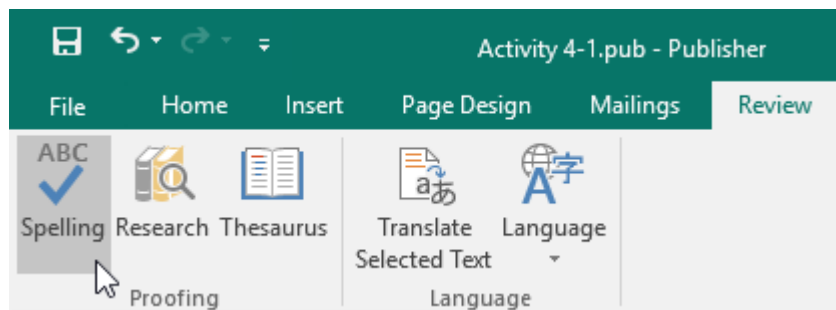 Activity 4-1.pub - Publisher
File Home Insert Page Design Mailings Review
ABC
Spelling Research Thesaurus Translate Selected Text Language
Proofing Language